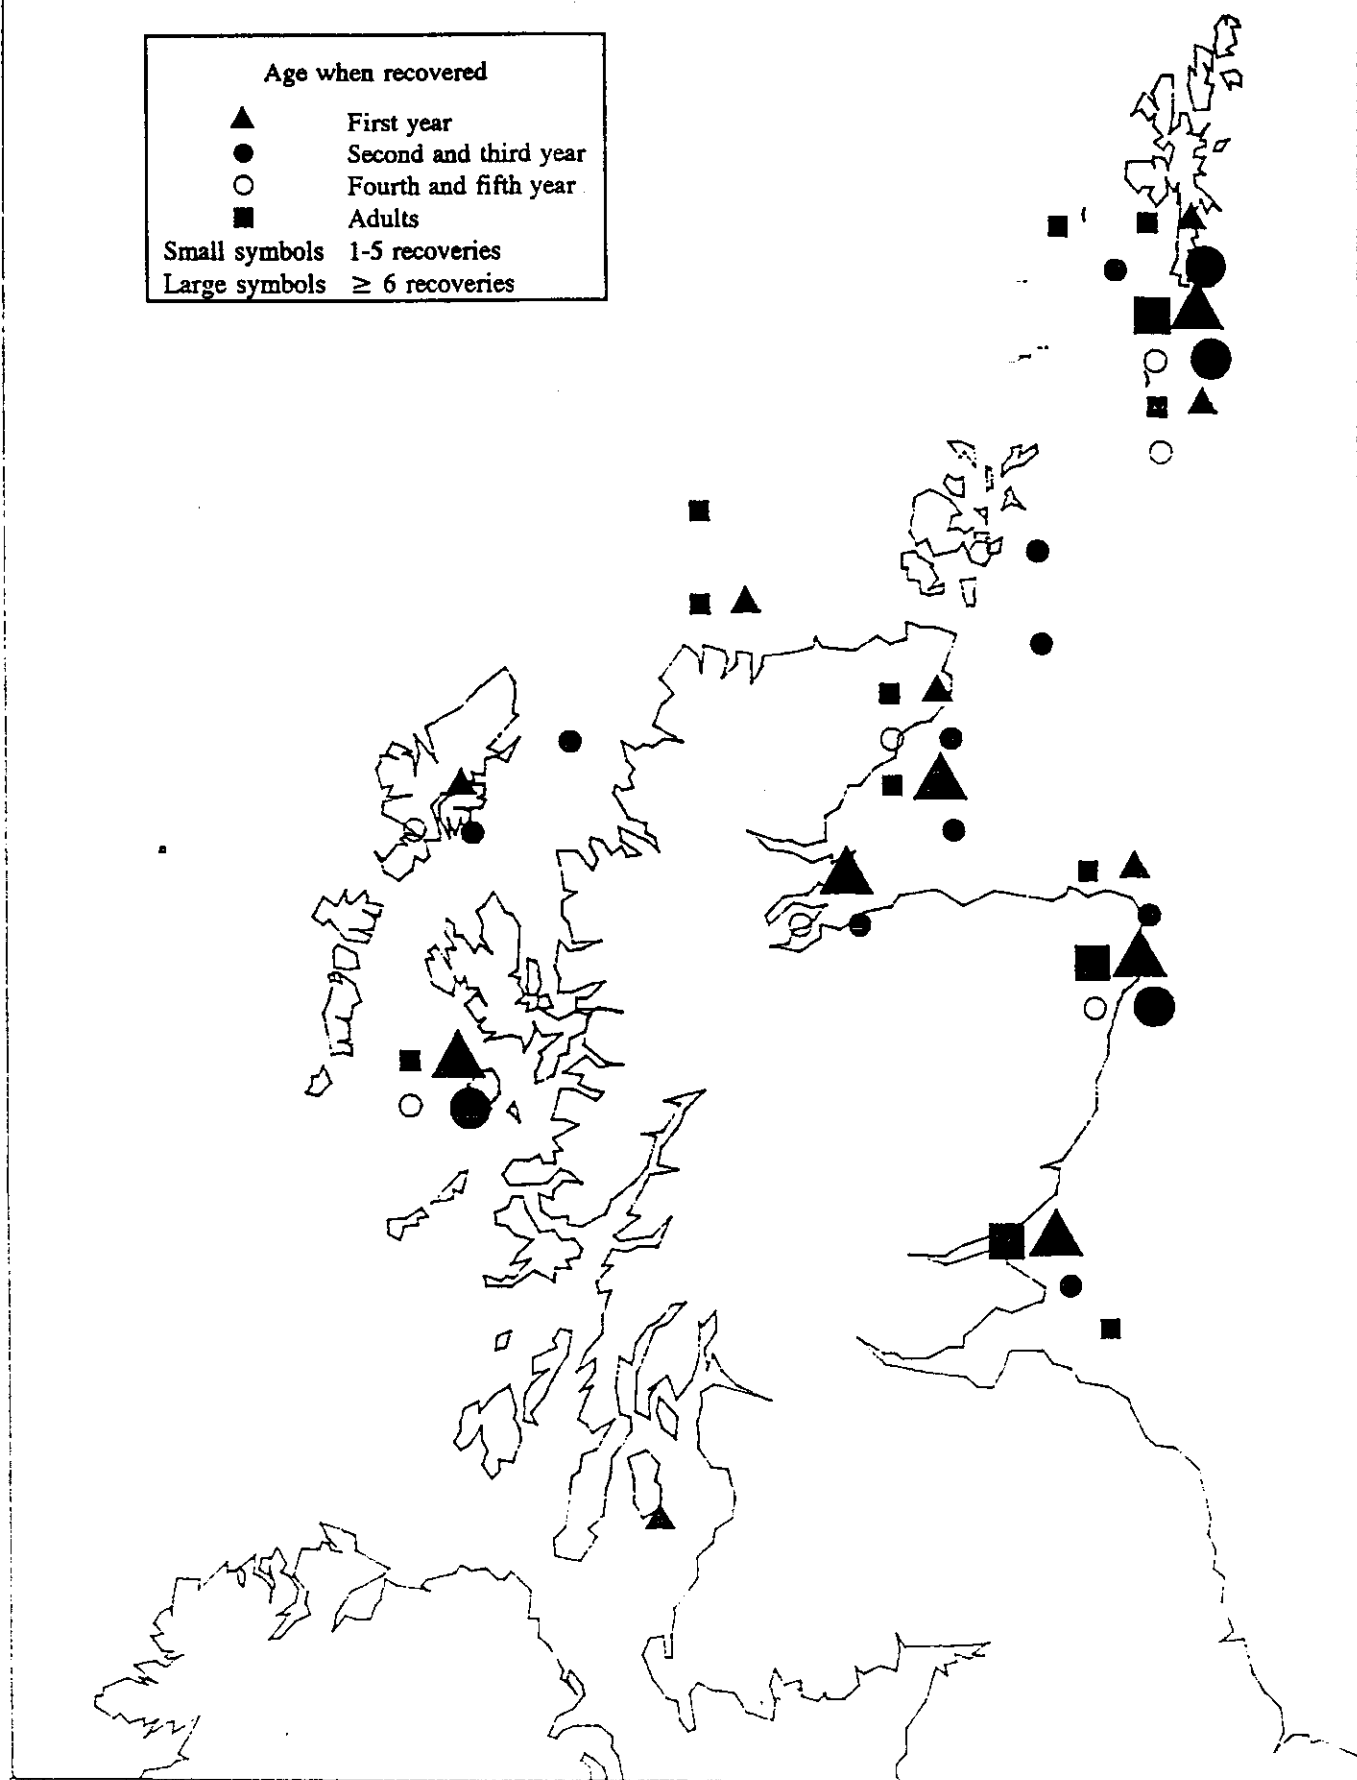 Age when recovered
First year
Second and third year
Fourth and fifth year
Adults
Small symbols 1-5 recoveries
Large symbols ≥ 6 recoveries